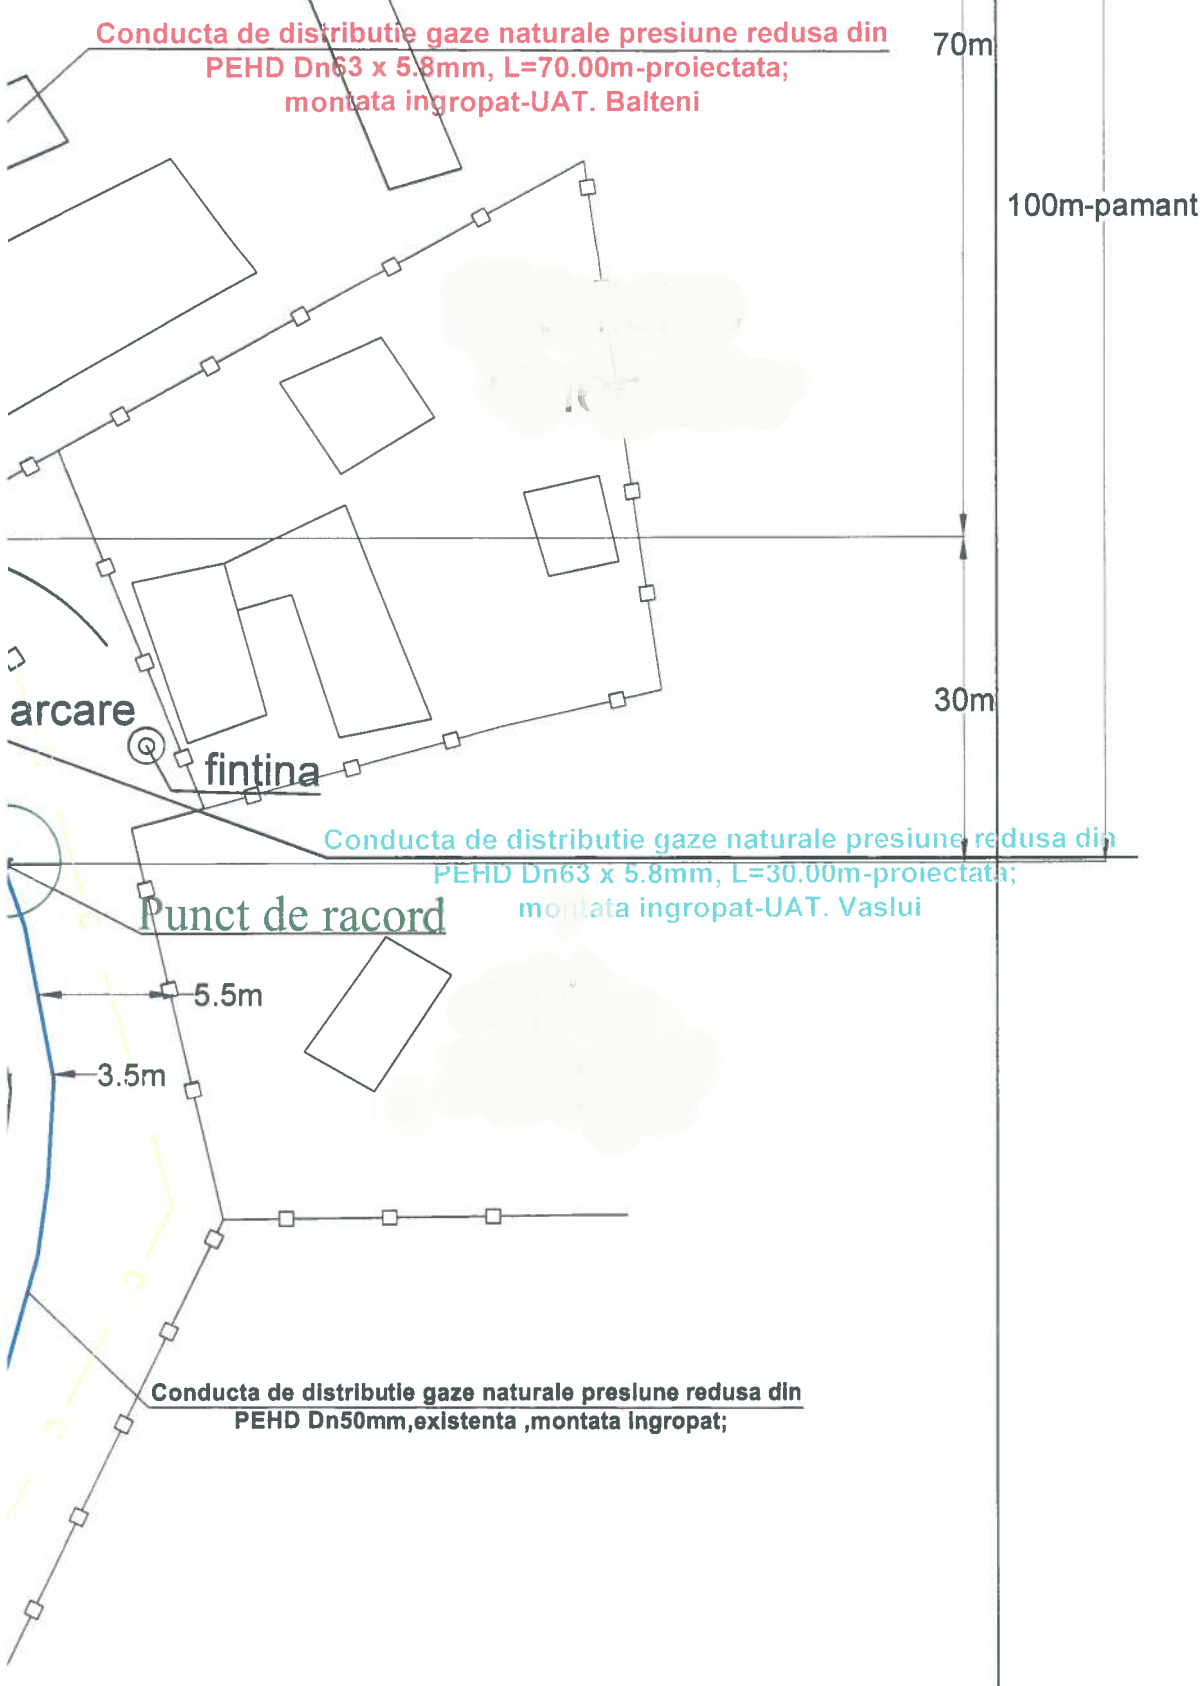 Conducta de distributie gaze naturale presiune redusa din
PEHD Dn63 x 5.8mm, L=70.00m-proiectata;
montata ingropat-UAT. Balteni
70m
100m-pamant
30m
arcare
fintina
Conducta de distributie gaze naturale presiune redusa din
PEHD Dn63 x 5.8mm, L=30.00m-proiectata;
montata ingropat-UAT. Vaslui
Punct de racord
5.5m
3.5m
Conducta de distributie gaze naturale presiune redusa din
PEHD Dn50mm,existenta ,montata ingropat;